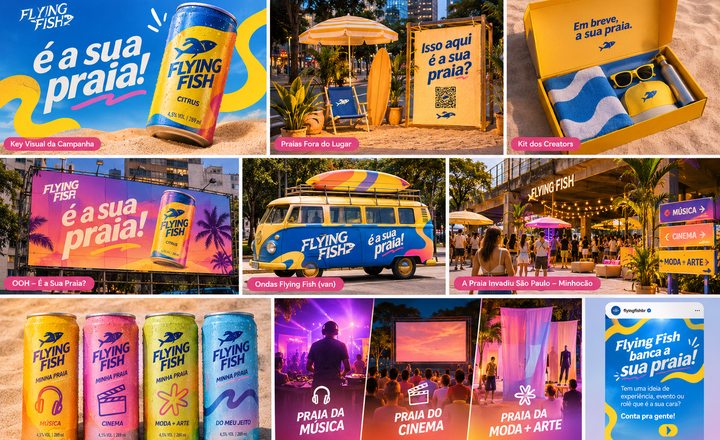 FLYING
FISH
é a sua
praia!
FLYING
FISH
CITRUS
4,5% VOL | 269 ml
Key Visual da Campanha
Isso aqui
é a sua
praia?
Praias Fora do Lugar
Em breve,
a sua praia.
Kit dos Creators
FLYING
FISH
é a sua
praia!
FLYING
FISH
CITRUS
OOH – É a Sua Praia?
FLYING
FISH
é a sua
praia!
Ondas Flying Fish (van)
FLYING FISH
MÚSICA
CINEMA
MODA + ARTE
A Praia Invadiu São Paulo – Minhocão
FLYING
FISH
MINHA PRAIA
MÚSICA
4,5% VOL | 269 ml
FLYING
FISH
MINHA PRAIA
CINEMA
4,5% VOL | 269 ml
FLYING
FISH
MINHA PRAIA
MODA + ARTE
4,5% VOL | 269 ml
FLYING
FISH
MINHA PRAIA
DO MEU JEITO
4,5% VOL | 269 ml
PRAIA DA
MÚSICA
PRAIA DO
CINEMA
PRAIA DA
MODA + ARTE
flyingfishbr
Flying Fish
banca a
sua praia!
Tem uma ideia de
experiência, evento ou
rolê que é a sua cara?
Conta pra gente!